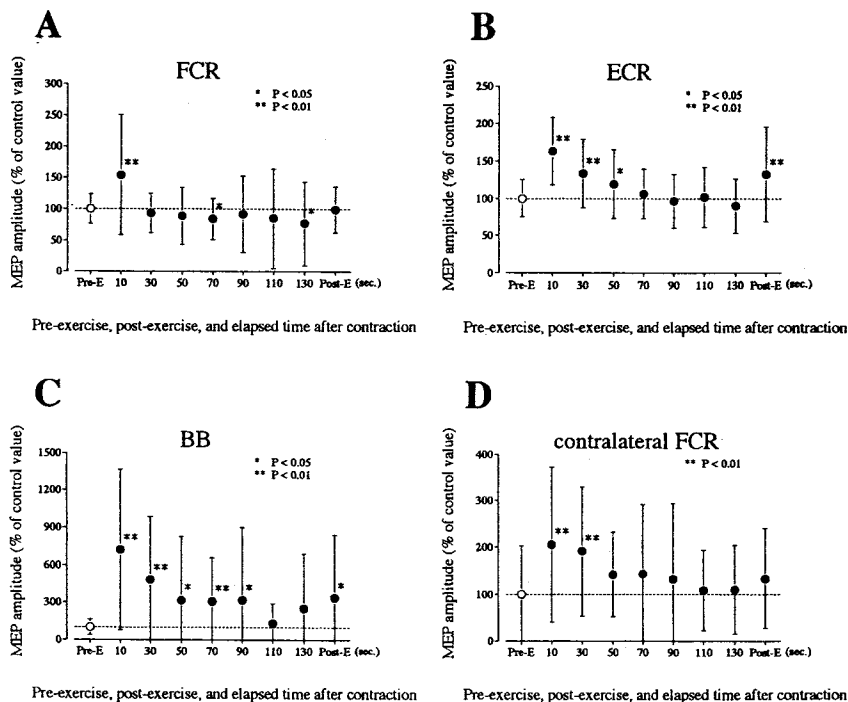 A
FCR
* P < 0.05
** P < 0.01
MEP amplitude (% of control value)
300
250
200
150
100
50
0
**
*
*
Pre-E 10 30 50 70 90 110 130 Post-E (sec.)
Pre-exercise, post-exercise, and elapsed time after contraction
B
ECR
* P < 0.05
** P < 0.01
MEP amplitude (% of control value)
250
200
150
100
50
0
**
**
*
**
Pre-E 10 30 50 70 90 110 130 Post-E (sec.)
Pre-exercise, post-exercise, and elapsed time after contraction
C
BB
* P < 0.05
** P < 0.01
MEP amplitude (% of control value)
1500
1200
900
600
300
0
**
**
*
**
*
*
Pre-E 10 30 50 70 90 110 130 Post-E (sec.)
Pre-exercise, post-exercise, and elapsed time after contraction
D
contralateral FCR
** P < 0.01
MEP amplitude (% of control value)
400
300
200
100
0
**
**
Pre-E 10 30 50 70 90 110 130 Post-E (sec.)
Pre-exercise, post-exercise, and elapsed time after contraction